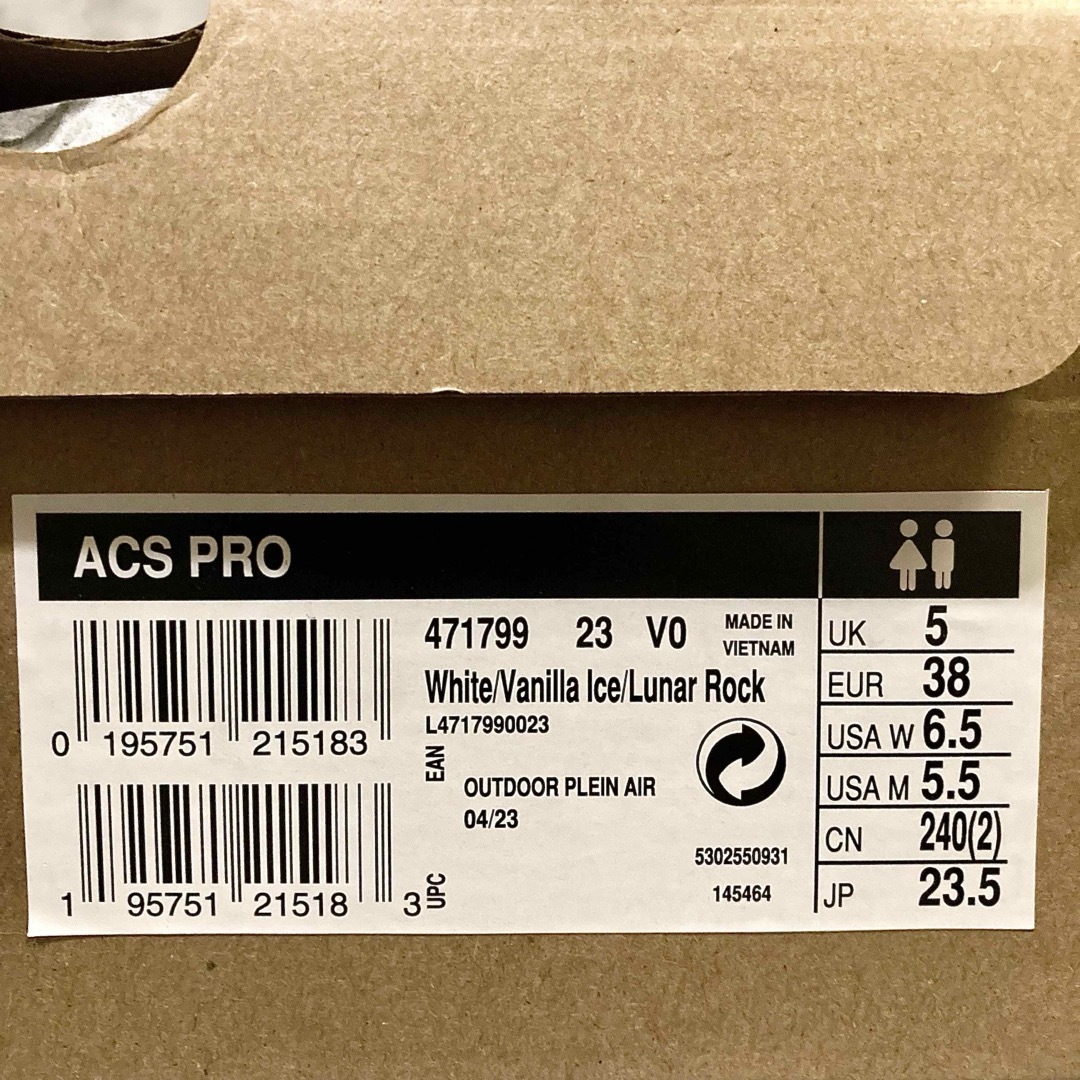 ACS PRO
471799 23 V0
MADE IN
VIETNAM
White/Vanilla Ice/Lunar Rock
L4717990023
0 195751 215183
EAN
OUTDOOR PLEIN AIR
04/23
1 95751 21518 3
UPC
5302550931
145464
UK 5
EUR 38
USA W 6.5
USA M 5.5
CN 240(2)
JP 23.5